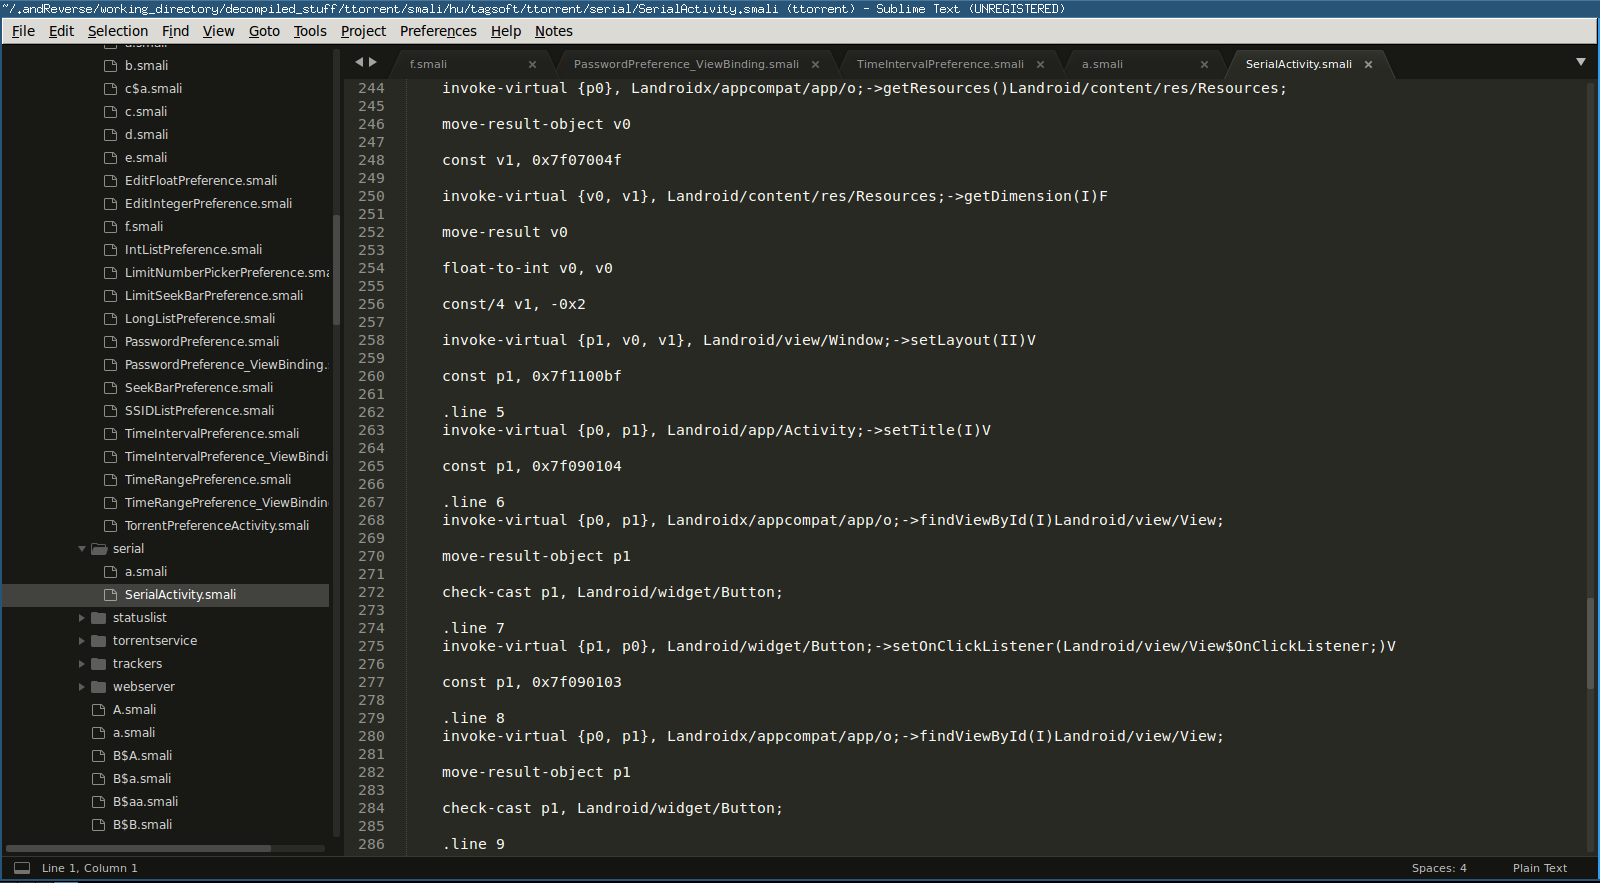 ~/.andReverse/working_directory/decompiled_stuff/ttorrent/smali/hu/tagsoft/ttorrent/serial/SerialActivity.smali (ttorrent) - Sublime Text (UNREGISTERED)
File Edit Selection Find View Goto Tools Project Preferences Help Notes
b.smali
c$a.smali
c.smali
d.smali
e.smali
EditFloatPreference.smali
EditIntegerPreference.smali
f.smali
IntListPreference.smali
LimitNumberPickerPreference.sma
LimitSeekBarPreference.smali
LongListPreference.smali
PasswordPreference.smali
PasswordPreference_ViewBinding.
SeekBarPreference.smali
SSIDListPreference.smali
TimeIntervalPreference.smali
TimeIntervalPreference_ViewBindi
TimeRangePreference.smali
TimeRangePreference_ViewBindin
TorrentPreferenceActivity.smali
serial
a.smali
SerialActivity.smali
statuslist
torrentservice
trackers
webserver
A.smali
a.smali
B$A.smali
B$a.smali
B$aa.smali
B$B.smali
f.smali × PasswordPreference_ViewBinding.smali × TimeIntervalPreference.smali × a.smali × SerialActivity.smali ×
244 invoke-virtual {p0}, Landroidx/appcompat/app/o;->getResources()Landroid/content/res/Resources;
245
246 move-result-object v0
247
248 const v1, 0x7f07004f
249
250 invoke-virtual {v0, v1}, Landroid/content/res/Resources;->getDimension(I)F
251
252 move-result v0
253
254 float-to-int v0, v0
255
256 const/4 v1, -0x2
257
258 invoke-virtual {p1, v0, v1}, Landroid/view/Window;->setLayout(II)V
259
260 const p1, 0x7f1100bf
261
262 .line 5
263 invoke-virtual {p0, p1}, Landroid/app/Activity;->setTitle(I)V
264
265 const p1, 0x7f090104
266
267 .line 6
268 invoke-virtual {p0, p1}, Landroidx/appcompat/app/o;->findViewById(I)Landroid/view/View;
269
270 move-result-object p1
271
272 check-cast p1, Landroid/widget/Button;
273
274 .line 7
275 invoke-virtual {p1, p0}, Landroid/widget/Button;->setOnClickListener(Landroid/view/View$OnClickListener;)V
276
277 const p1, 0x7f090103
278
279 .line 8
280 invoke-virtual {p0, p1}, Landroidx/appcompat/app/o;->findViewById(I)Landroid/view/View;
281
282 move-result-object p1
283
284 check-cast p1, Landroid/widget/Button;
285
286 .line 9
Line 1, Column 1
Spaces: 4 Plain Text